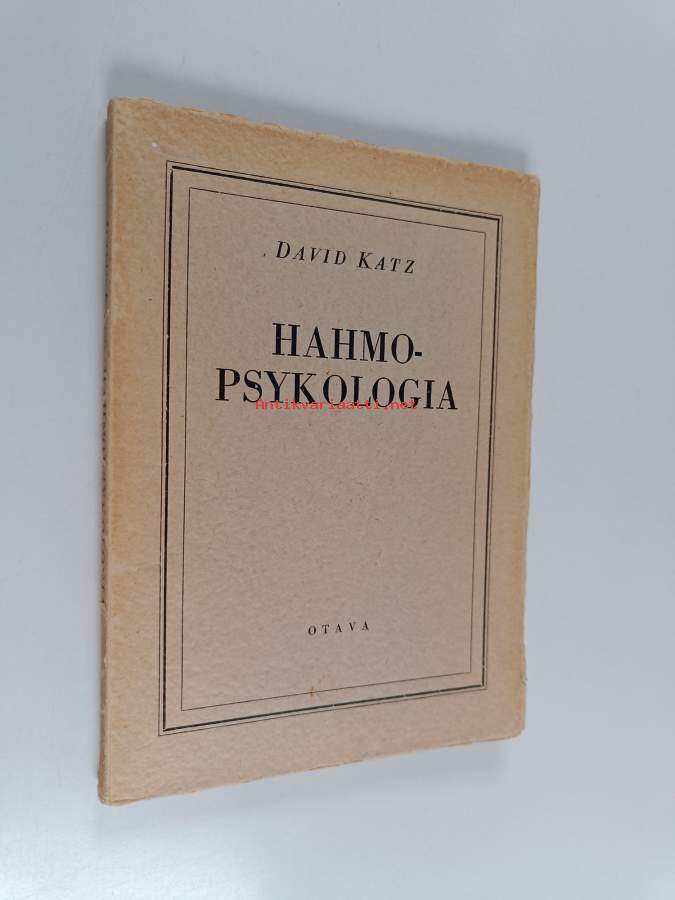 DAVID KATZ
HAHMO-
PSYKOLOGIA
Antikvariaatti.net
OTAVA